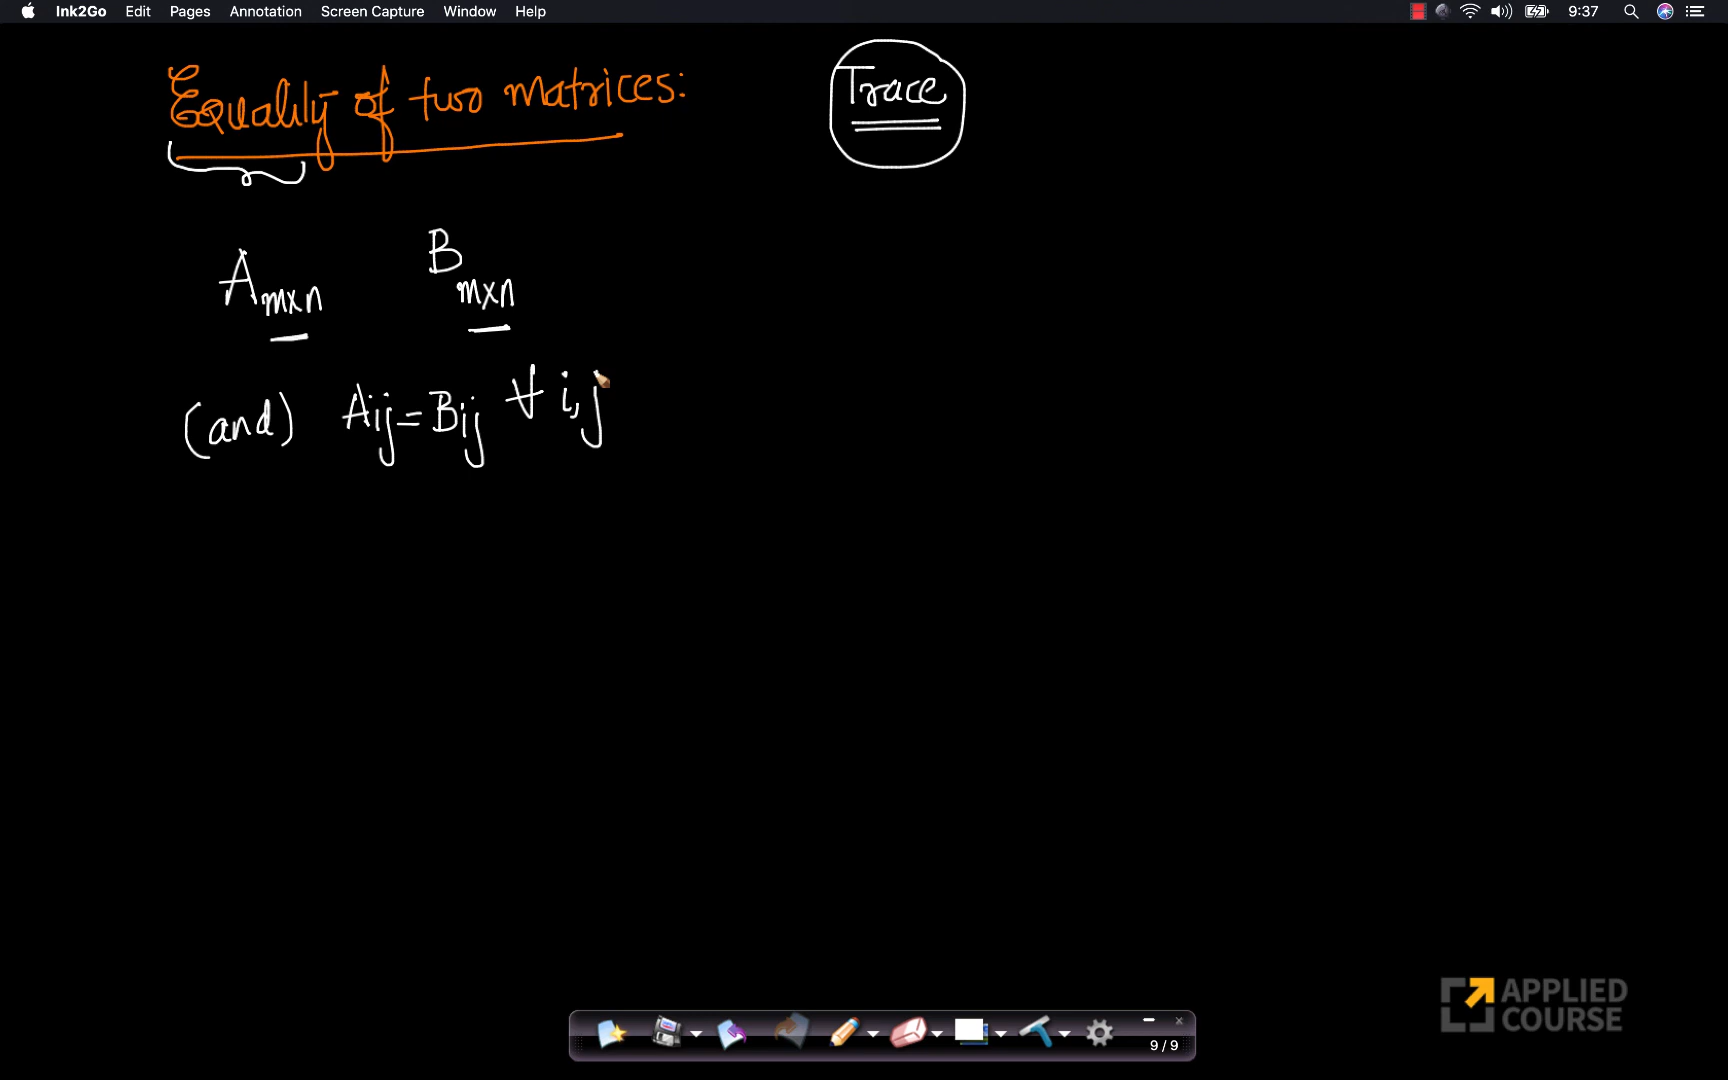 Ink2Go Edit Pages Annotation Screen Capture Window Help 9:37
Equality of two matrices:
Trace
A m×n B m×n
(and) Aij = Bij ∀ i,j
APPLIED
COURSE
9 / 9